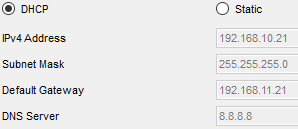 DHCP Static
IPv4 Address 192.168.10.21
Subnet Mask 255.255.255.0
Default Gateway 192.168.11.21
DNS Server 8.8.8.8